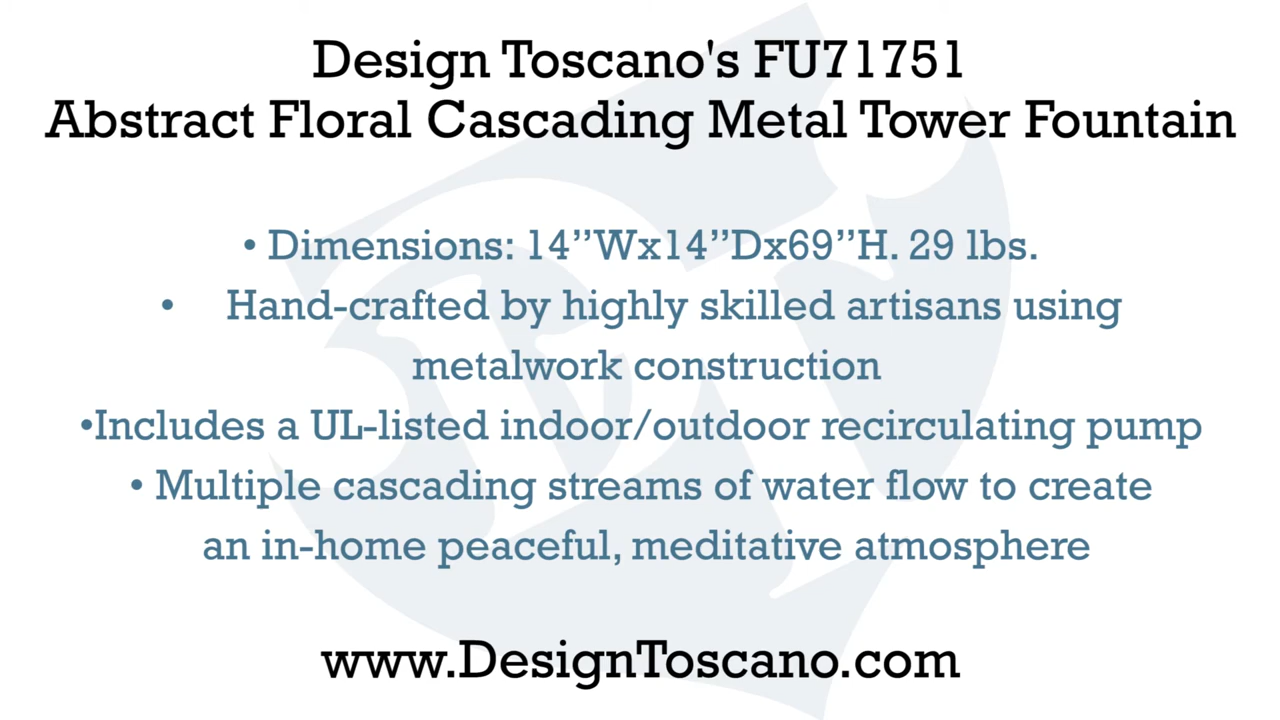 Design Toscano's FU71751
Abstract Floral Cascading Metal Tower Fountain
• Dimensions: 14’’Wx14’’Dx69’’H. 29 lbs.
• Hand-crafted by highly skilled artisans using
metalwork construction
•Includes a UL-listed indoor/outdoor recirculating pump
• Multiple cascading streams of water flow to create
an in-home peaceful, meditative atmosphere
www.DesignToscano.com